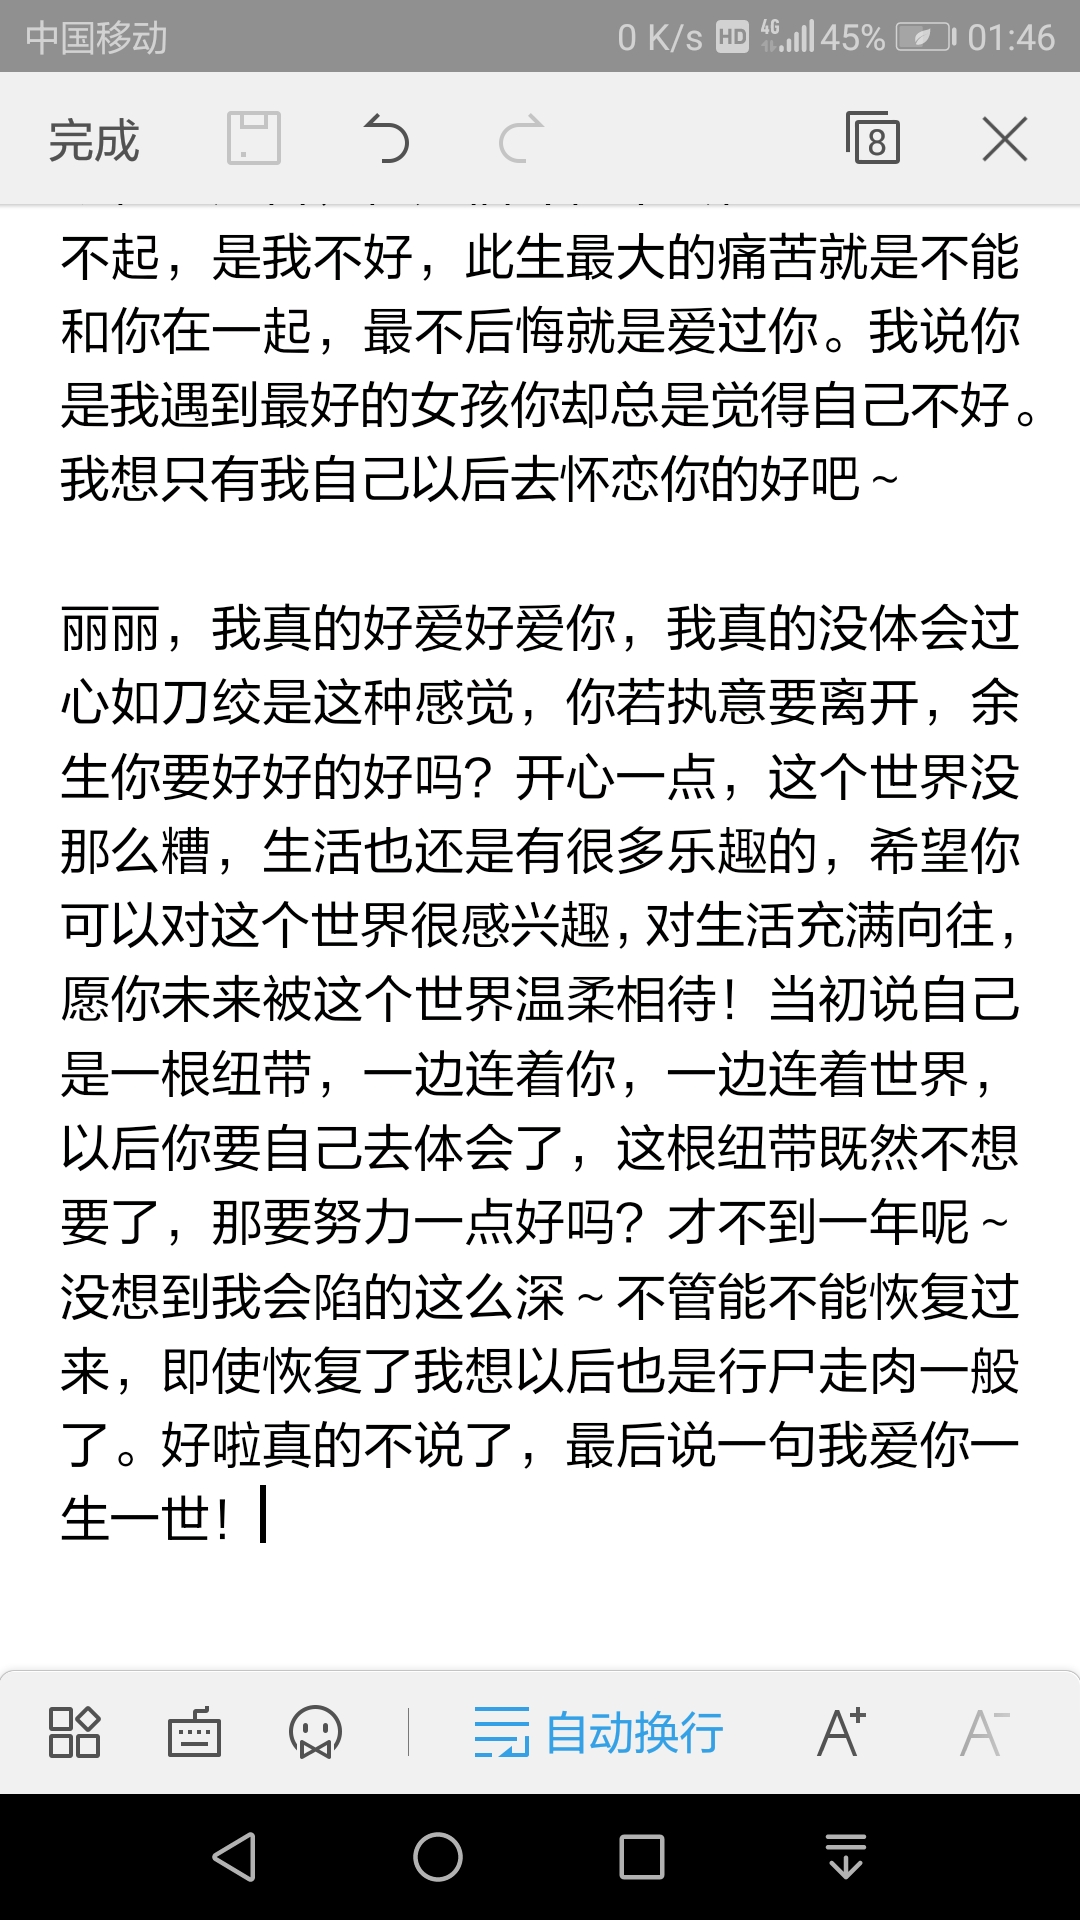 中国移动 0 K/s HD 4G 45% 01:46
完成 8
不起，是我不好，此生最大的痛苦就是不能
和你在一起，最不后悔就是爱过你。我说你
是我遇到最好的女孩你却总是觉得自己不好。
我想只有我自己以后去怀恋你的好吧~
丽丽，我真的好爱好爱你，我真的没体会过
心如刀绞是这种感觉，你若执意要离开，余
生你要好好的好吗？开心一点，这个世界没
那么糟，生活也还是有很多乐趣的，希望你
可以对这个世界很感兴趣，对生活充满向往，
愿你未来被这个世界温柔相待！当初说自己
是一根纽带，一边连着你，一边连着世界，
以后你要自己去体会了，这根纽带既然不想
要了，那要努力一点好吗？才不到一年呢~
没想到我会陷的这么深~不管能不能恢复过
来，即使恢复了我想以后也是行尸走肉一般
了。好啦真的不说了，最后说一句我爱你一
生一世！
自动换行 A+ A-